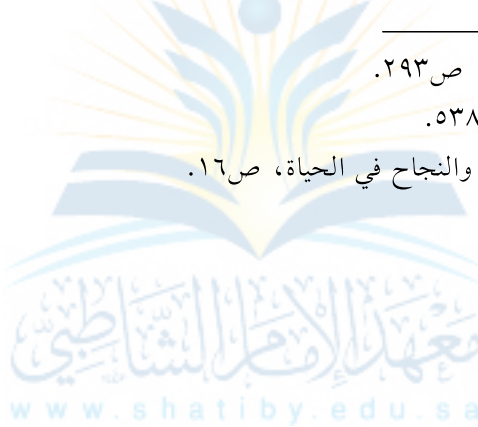 ص٢٩٣.
٥٣٨.
والنجاح في الحياة، ص١٦.
معهد الإمام الشاطبي
www.shatiby.edu.sa